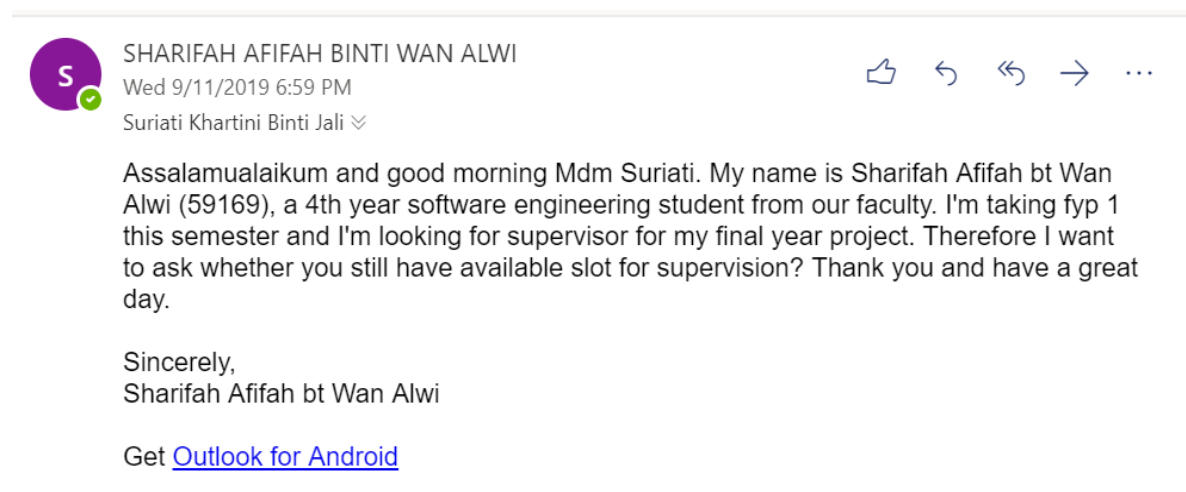 SHARIFAH AFIFAH BINTI WAN ALWI
S
Wed 9/11/2019 6:59 PM
Suriati Khartini Binti Jali
Assalamualaikum and good morning Mdm Suriati. My name is Sharifah Afifah bt Wan
Alwi (59169), a 4th year software engineering student from our faculty. I'm taking fyp 1
this semester and I'm looking for supervisor for my final year project. Therefore I want
to ask whether you still have available slot for supervision? Thank you and have a great
day.
Sincerely,
Sharifah Afifah bt Wan Alwi
Get Outlook for Android